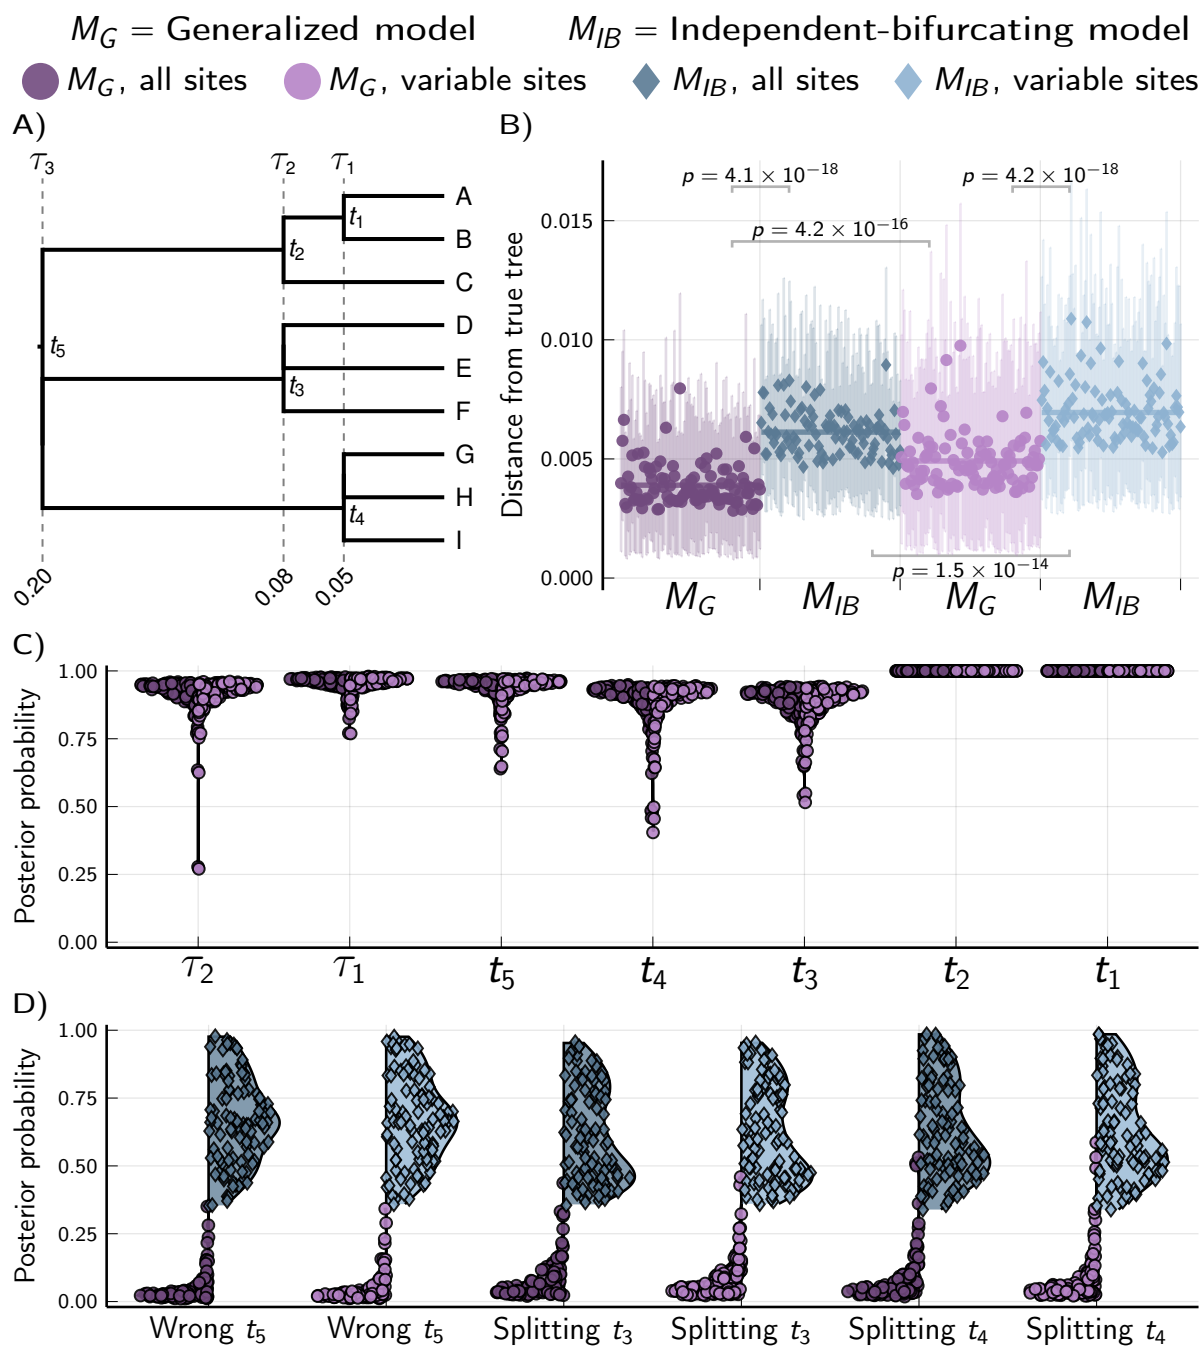 M_G = Generalized model M_IB = Independent-bifurcating model
M_G, all sites M_G, variable sites M_IB, all sites M_IB, variable sites
A)
τ₃ τ₂ τ₁
A
t₁
B
t₂
C
D
t₅
E
t₃
F
G
H
t₄
I
0.20 0.08 0.05
B)
Distance from true tree
0.015
0.010
0.005
0.000
p = 4.1 × 10⁻¹⁸
p = 4.2 × 10⁻¹⁸
p = 4.2 × 10⁻¹⁶
p = 1.5 × 10⁻¹⁴
M_G M_IB M_G M_IB
C)
Posterior probability
1.00
0.75
0.50
0.25
0.00
τ₂ τ₁ t₅ t₄ t₃ t₂ t₁
D)
Posterior probability
1.00
0.75
0.50
0.25
0.00
Wrong t₅ Wrong t₅ Splitting t₃ Splitting t₃ Splitting t₄ Splitting t₄